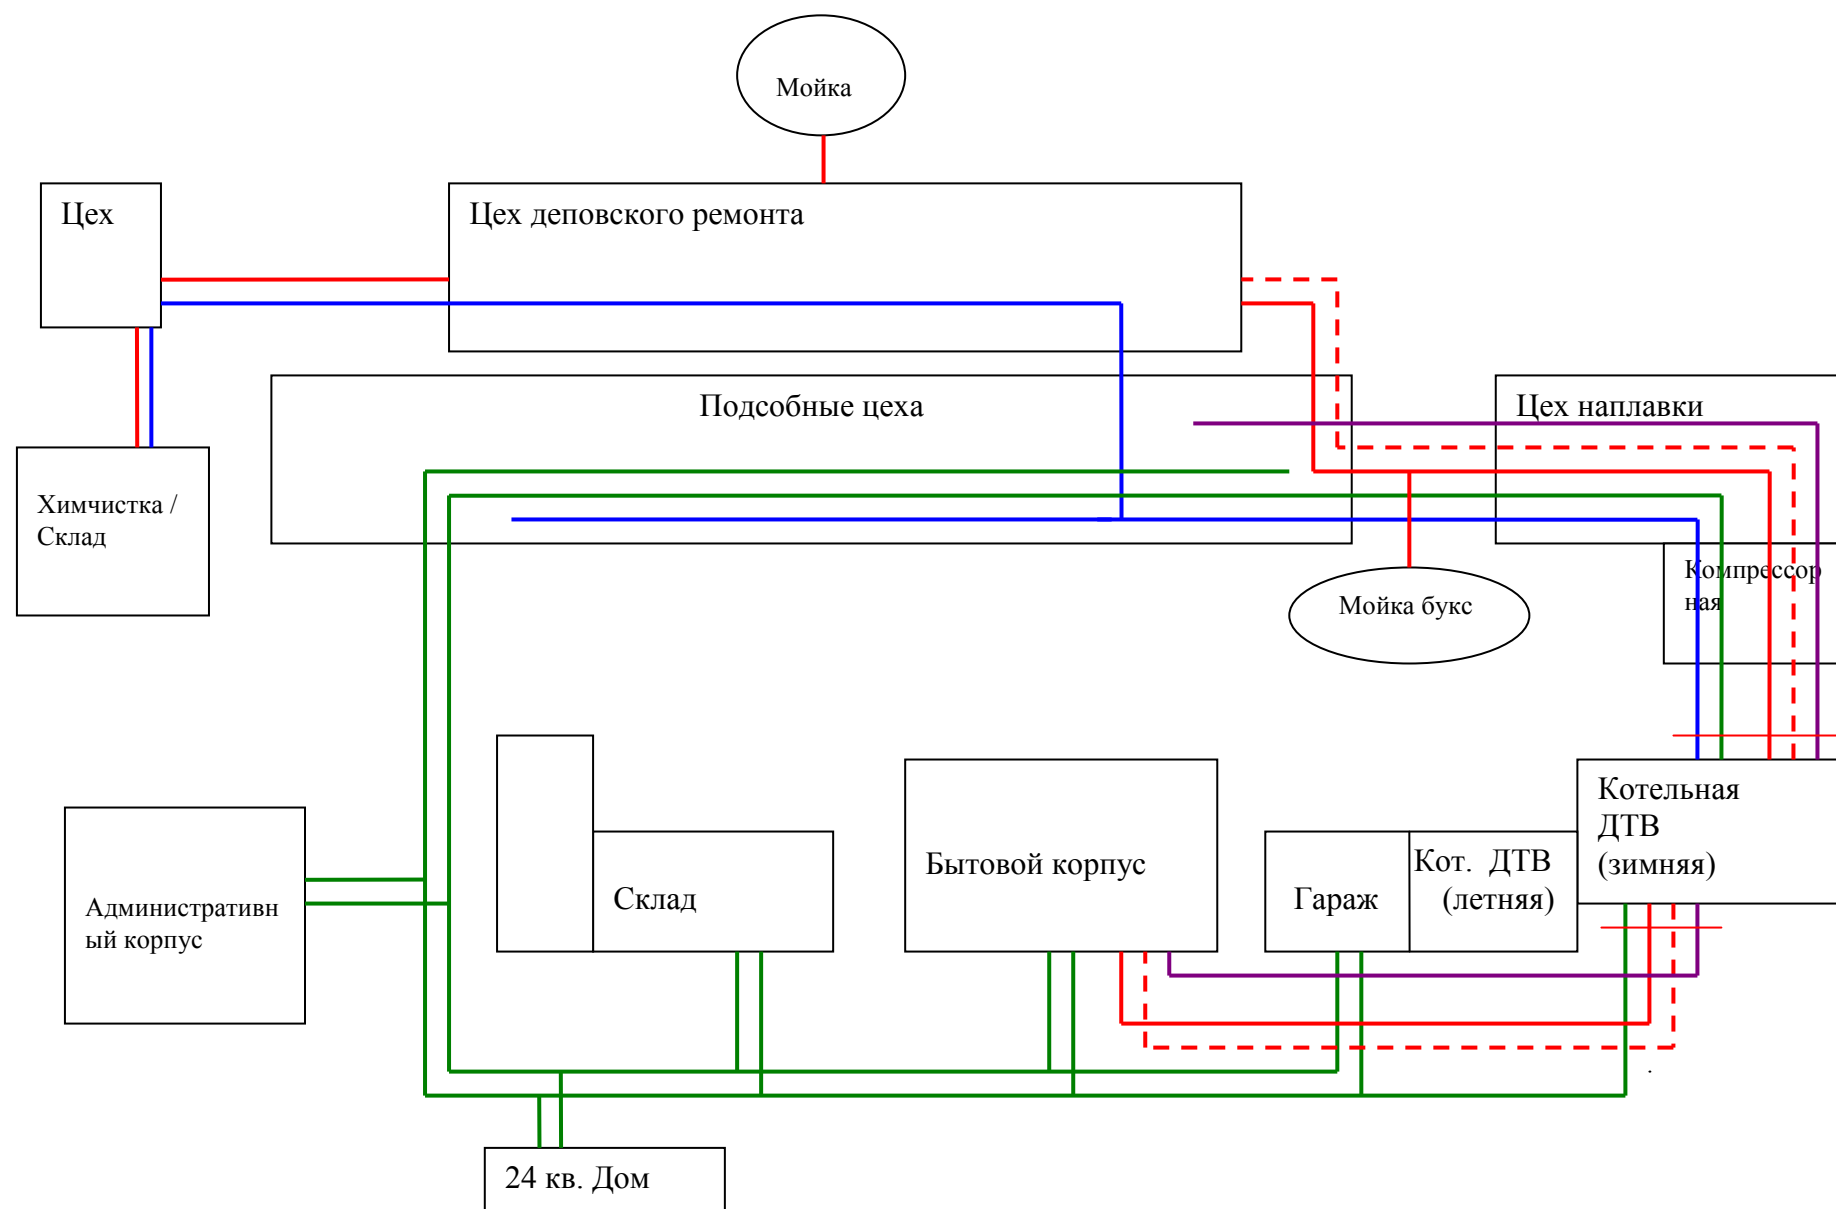 Мойка
Цех
Цех деповского ремонта
Подсобные цеха
Цех наплавки
Химчистка /
Склад
Компрессор
ная
Мойка букс
Котельная
ДТВ
(зимняя)
Бытовой корпус
Кот. ДТВ
(летняя)
Склад
Гараж
Административн
ый корпус
24 кв. Дом